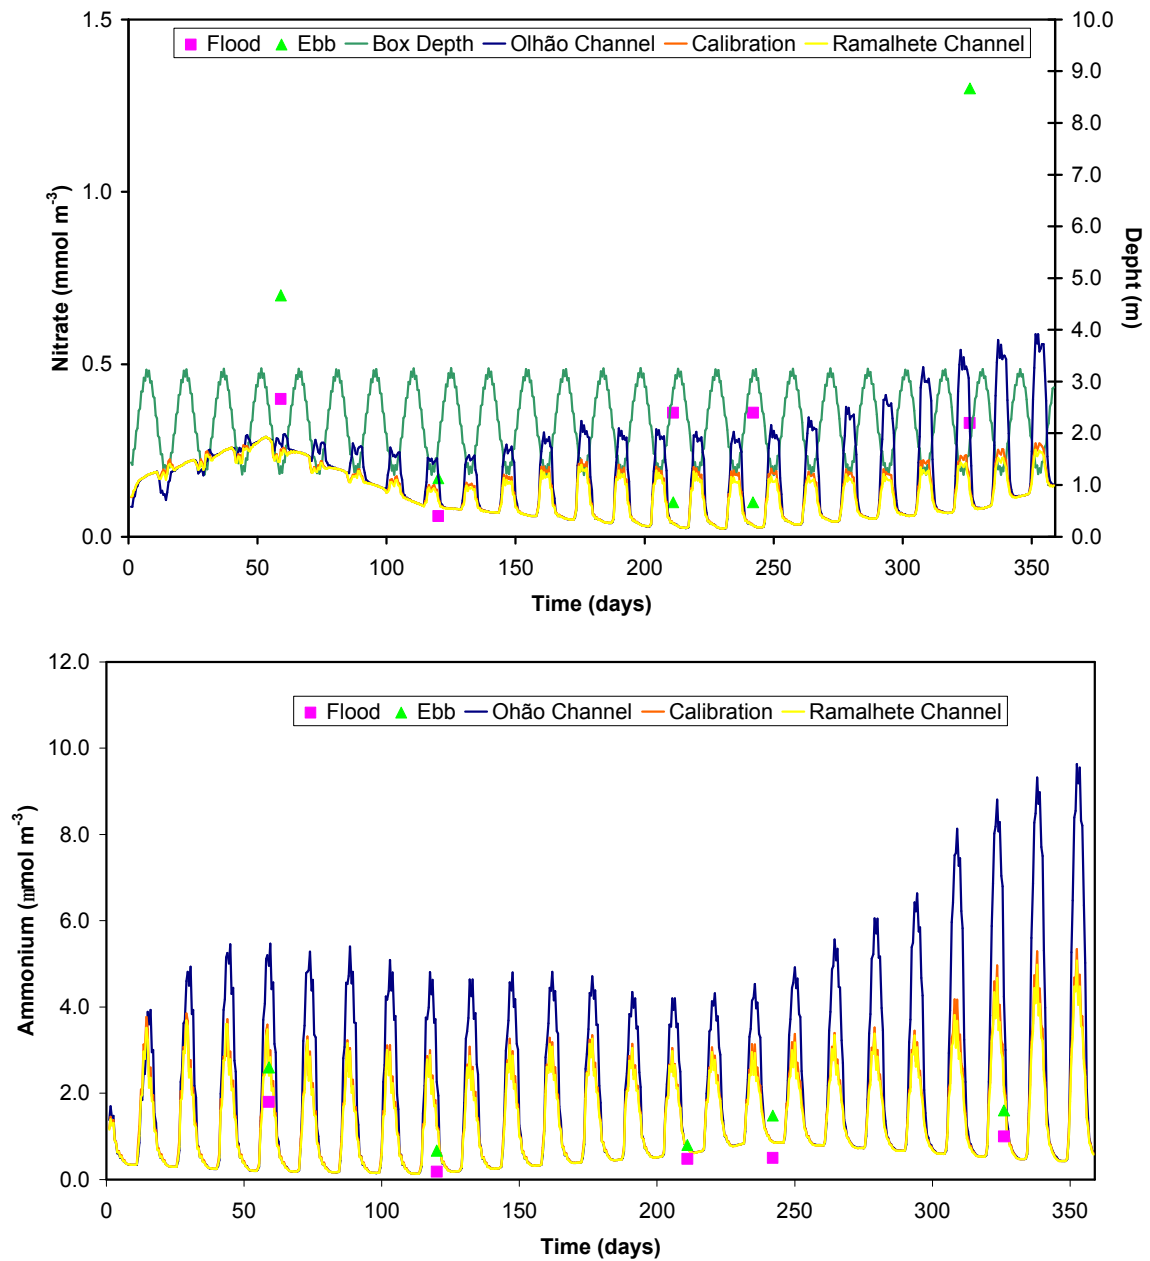 1.5
10.0
Flood
Ebb
Box Depth
Olhão Channel
Calibration
Ramalhete Channel
9.0
8.0
1.0
7.0
6.0
5.0
4.0
0.5
3.0
2.0
1.0
0.0
0.0
Nitrate (mmol m-3)
Depht (m)
0
50
100
150
200
250
300
350
Time (days)
12.0
Flood
Ebb
Ohão Channel
Calibration
Ramalhete Channel
10.0
8.0
6.0
4.0
2.0
0.0
Ammonium (mmol m-3)
0
50
100
150
200
250
300
350
Time (days)